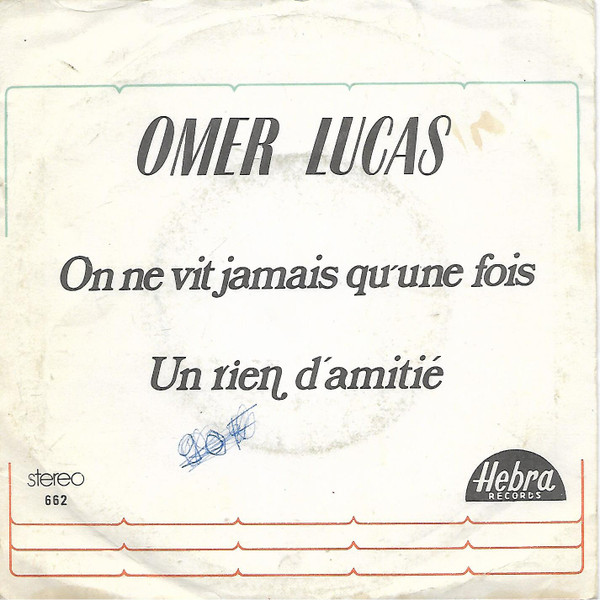 OMER LUCAS
On ne vit jamais qu'une fois
Un rien d'amitié
stereo
662
Hebra
RECORDS